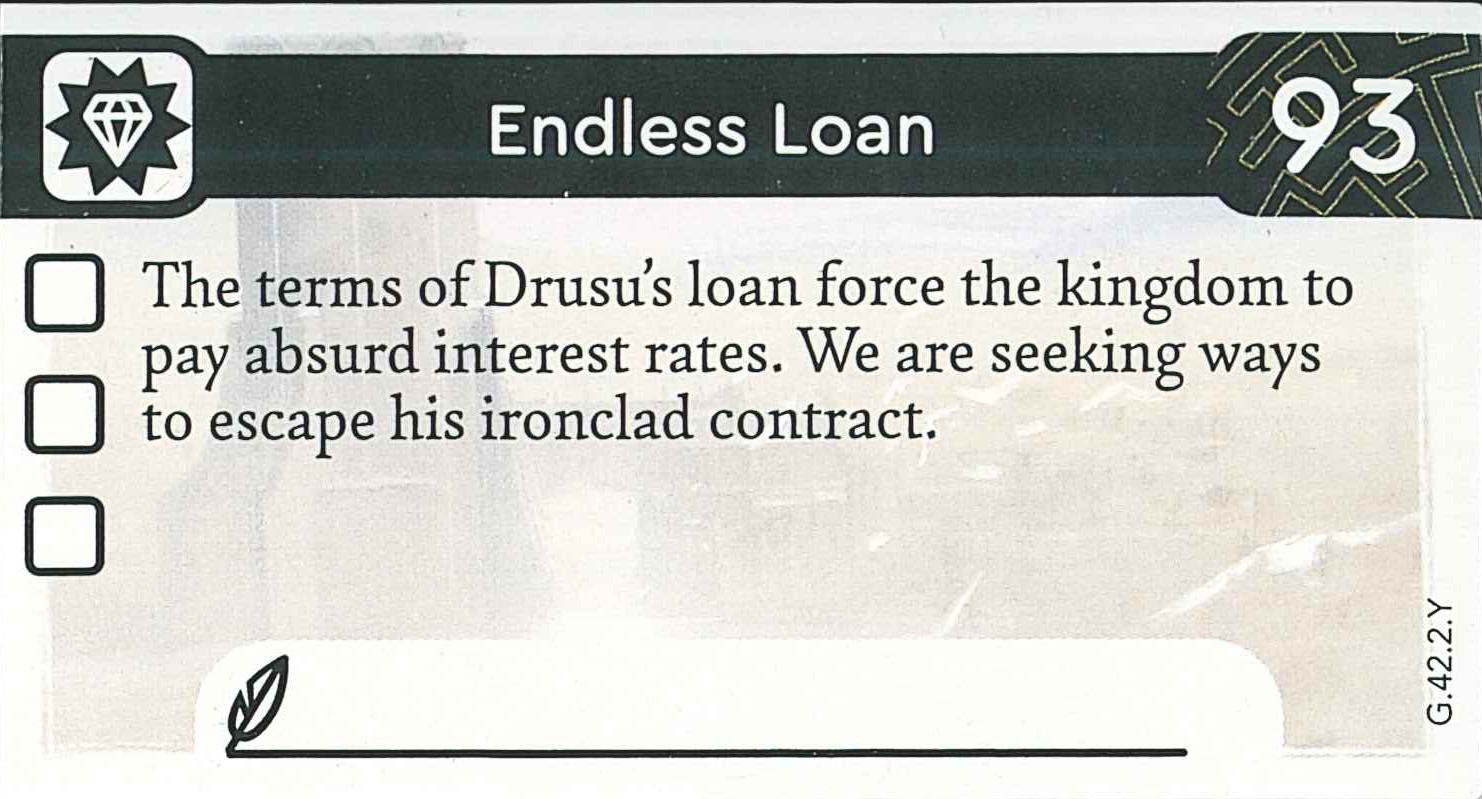 Endless Loan
93
The terms of Drusu's loan force the kingdom to
pay absurd interest rates. We are seeking ways
to escape his ironclad contract.
G.42.2.Y